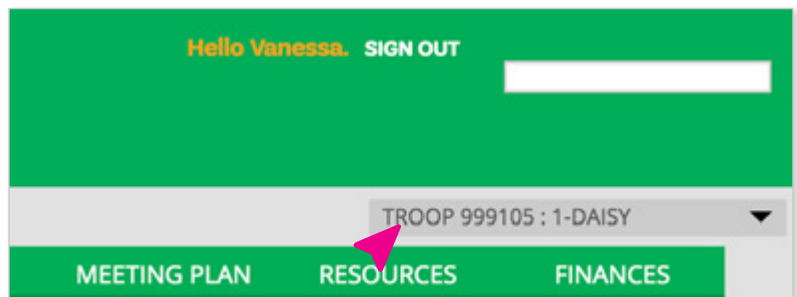 Hello Vanessa. SIGN OUT
TROOP 999105 : 1-DAISY
MEETING PLAN RESOURCES FINANCES